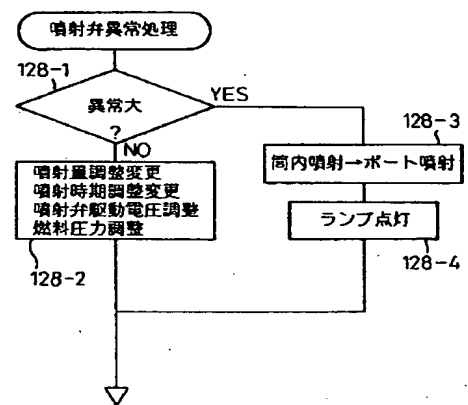 噴射弁異常処理
128-1
異常大
?
YES
NO
128-3
噴射量調整変更
噴射時期調整変更
噴射弁駆動電圧調整
燃料圧力調整
筒内噴射→ポート噴射
ランプ点灯
128-2
128-4